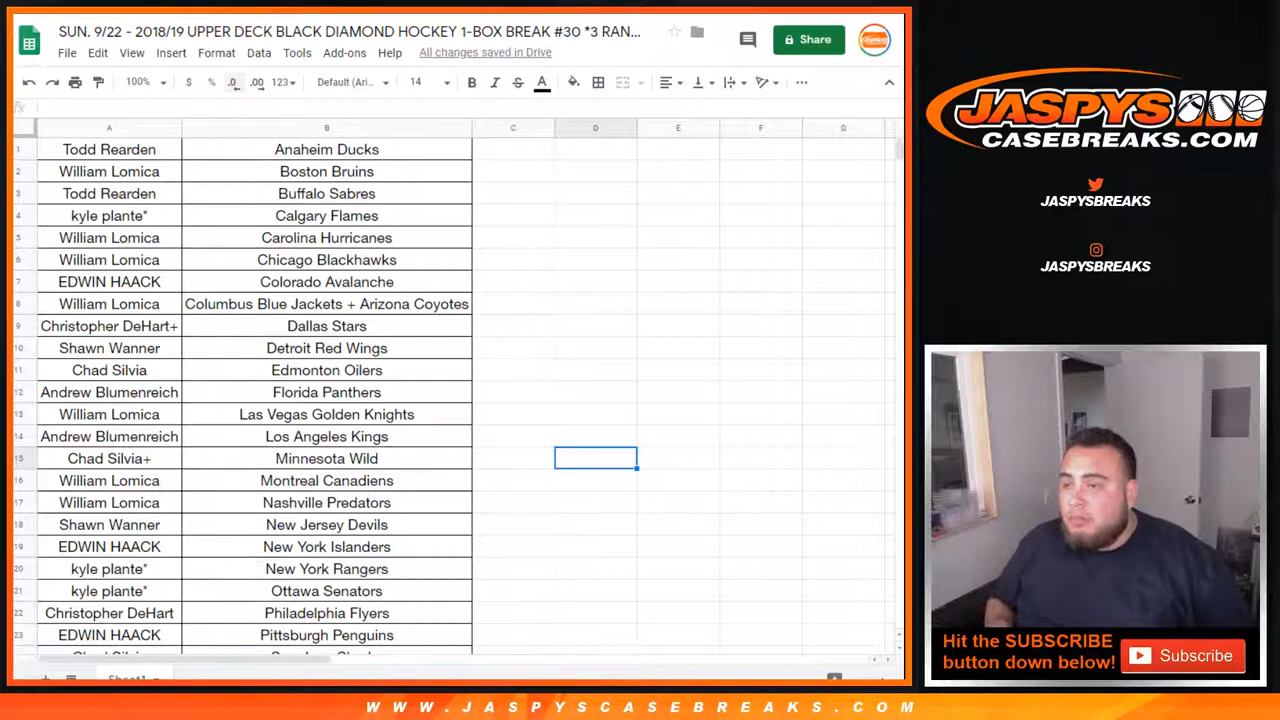 SUN. 9/22 - 2018/19 UPPER DECK BLACK DIAMOND HOCKEY 1-BOX BREAK #30 *3 RAN...
File Edit View Insert Format Data Tools Add-ons Help All changes saved in Drive
Share
100% $ % .0 .00 123 Default (Ari... 14 B I S A
fx
A B C D E F G
1 Todd Rearden Anaheim Ducks
2 William Lomica Boston Bruins
3 Todd Rearden Buffalo Sabres
4 kyle plante* Calgary Flames
5 William Lomica Carolina Hurricanes
6 William Lomica Chicago Blackhawks
7 EDWIN HAACK Colorado Avalanche
8 William Lomica Columbus Blue Jackets + Arizona Coyotes
9 Christopher DeHart+ Dallas Stars
10 Shawn Wanner Detroit Red Wings
11 Chad Silvia Edmonton Oilers
12 Andrew Blumenreich Florida Panthers
13 William Lomica Las Vegas Golden Knights
14 Andrew Blumenreich Los Angeles Kings
15 Chad Silvia+ Minnesota Wild
16 William Lomica Montreal Canadiens
17 William Lomica Nashville Predators
18 Shawn Wanner New Jersey Devils
19 EDWIN HAACK New York Islanders
20 kyle plante* New York Rangers
21 kyle plante* Ottawa Senators
22 Christopher DeHart Philadelphia Flyers
23 EDWIN HAACK Pittsburgh Penguins
JASPYS
CASEBREAKS.COM
JASPYSBREAKS
JASPYSBREAKS
Hit the SUBSCRIBE
button down below!
Subscribe
WWW.JASPYSCASEBREAKS.COM